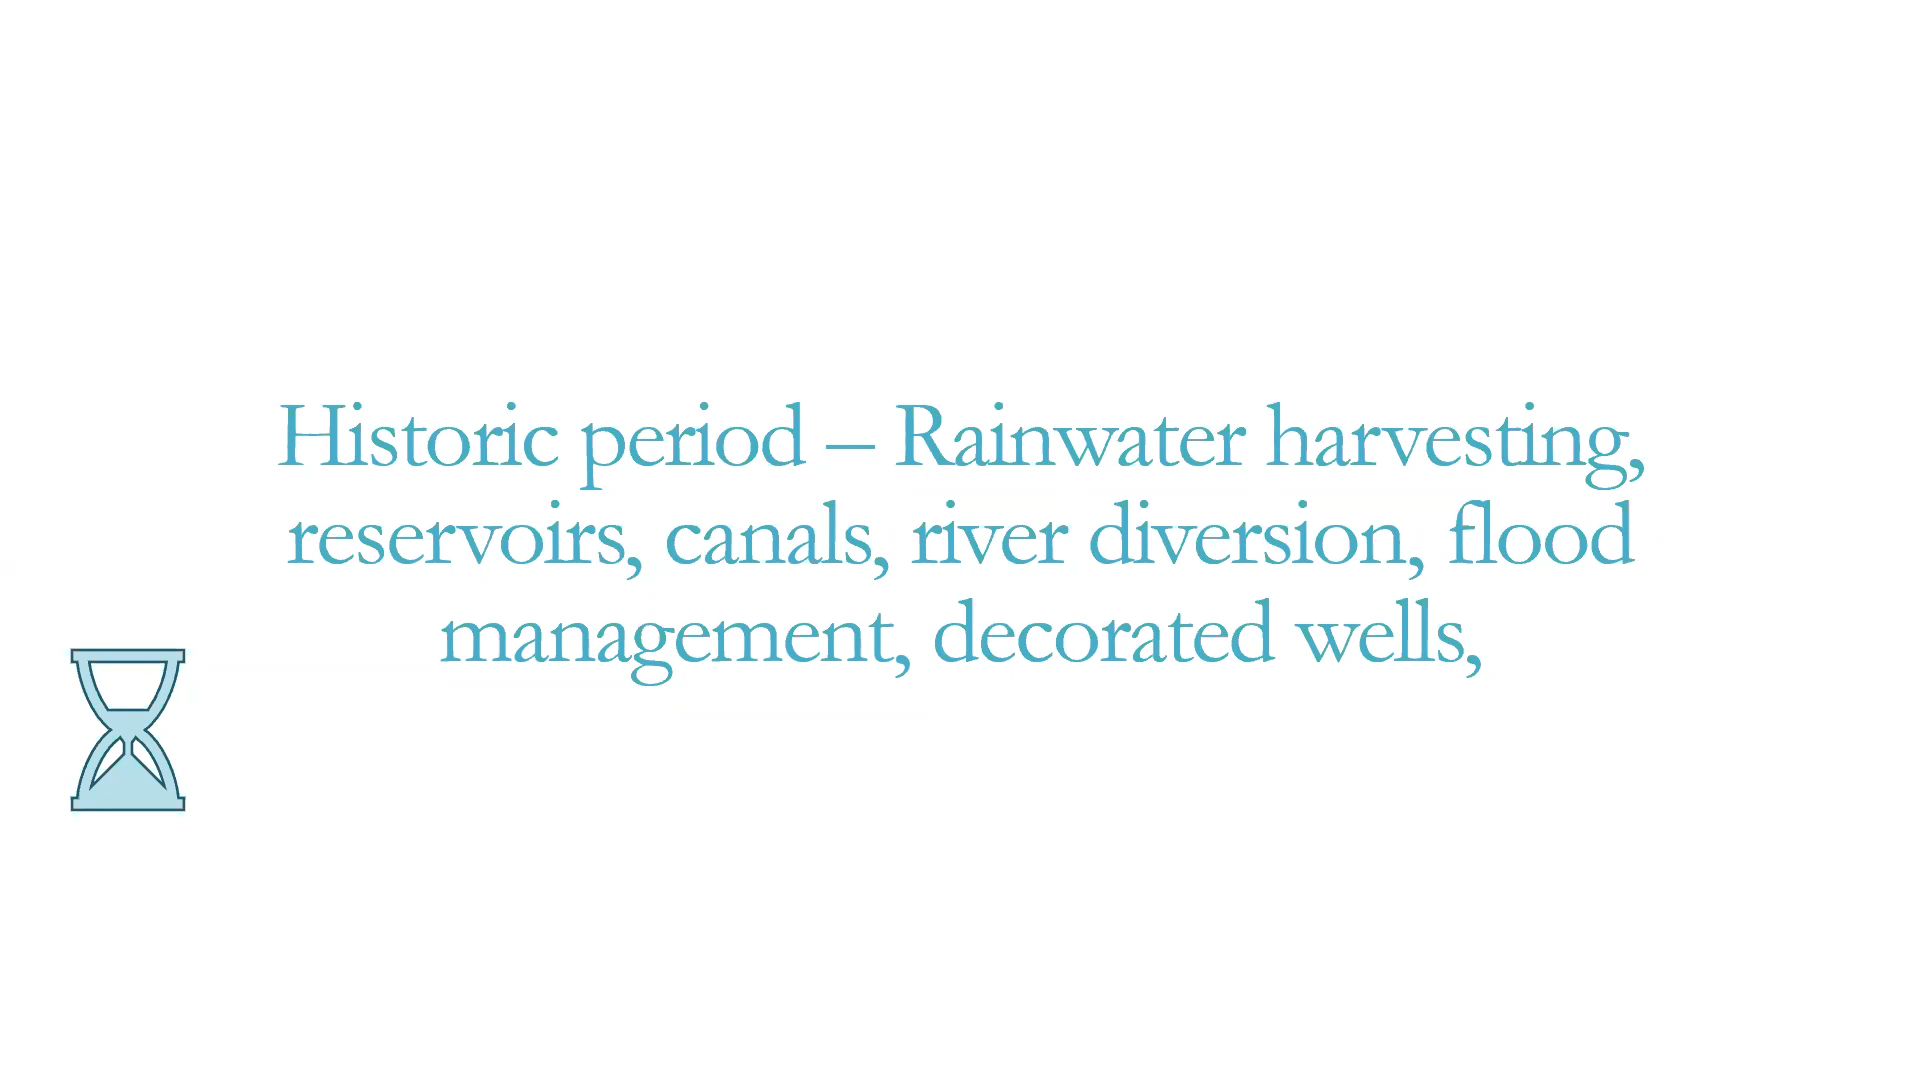 Historic period – Rainwater harvesting,
reservoirs, canals, river diversion, flood
management, decorated wells,